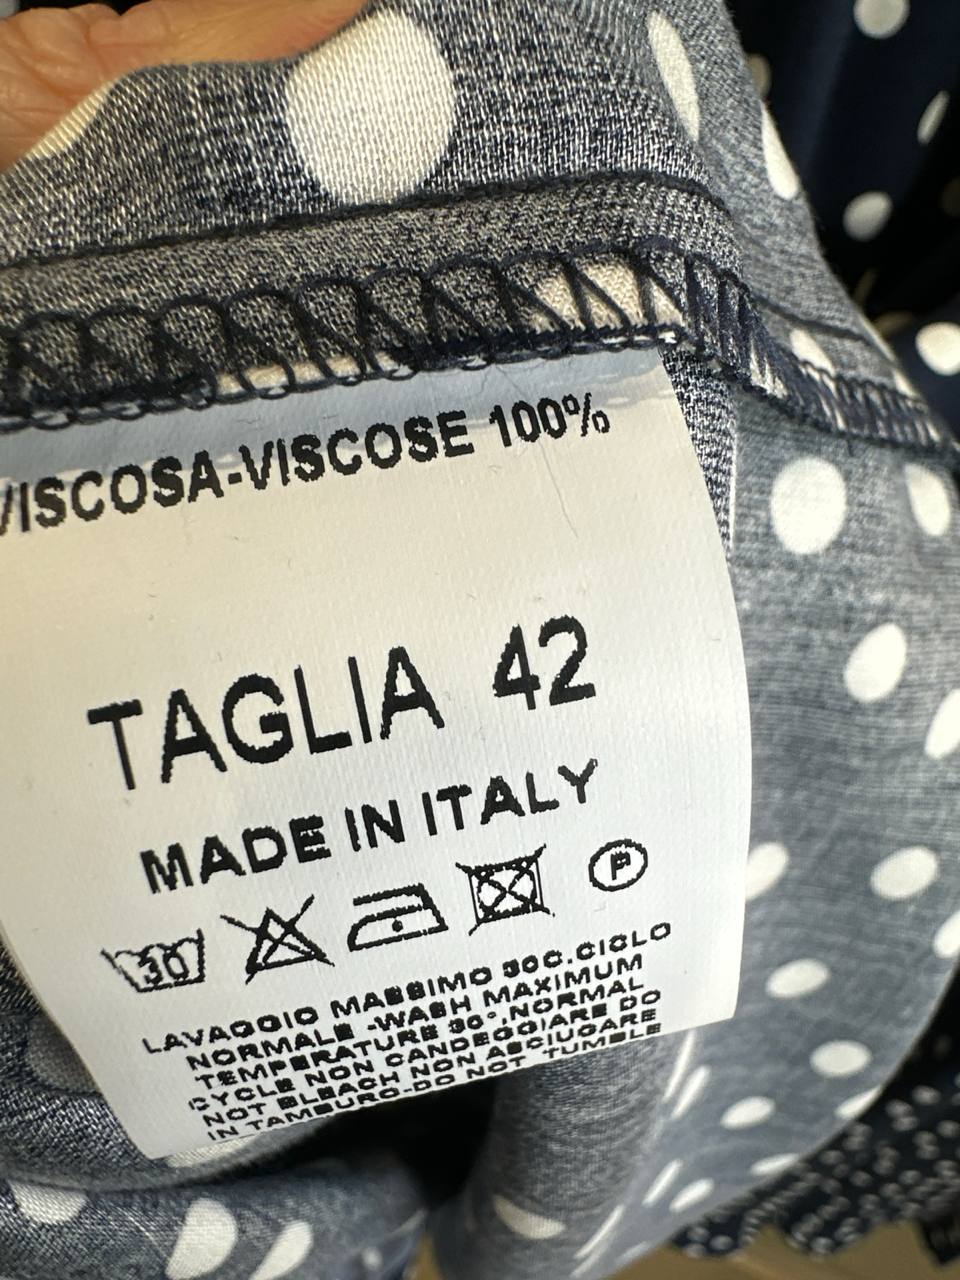 VISCOSA-VISCOSE 100%
TAGLIA 42
MADE IN ITALY
30 P
LAVAGGIO MASSIMO 30C.CICLO
NORMALE -WASH MAXIMUM
TEMPERATURE 30°,NORMAL
CYCLE NON CANDEGGIARE DO
NOT BLEACH NON ASCIUGARE
IN TAMBURO-DO NOT TUMBLE